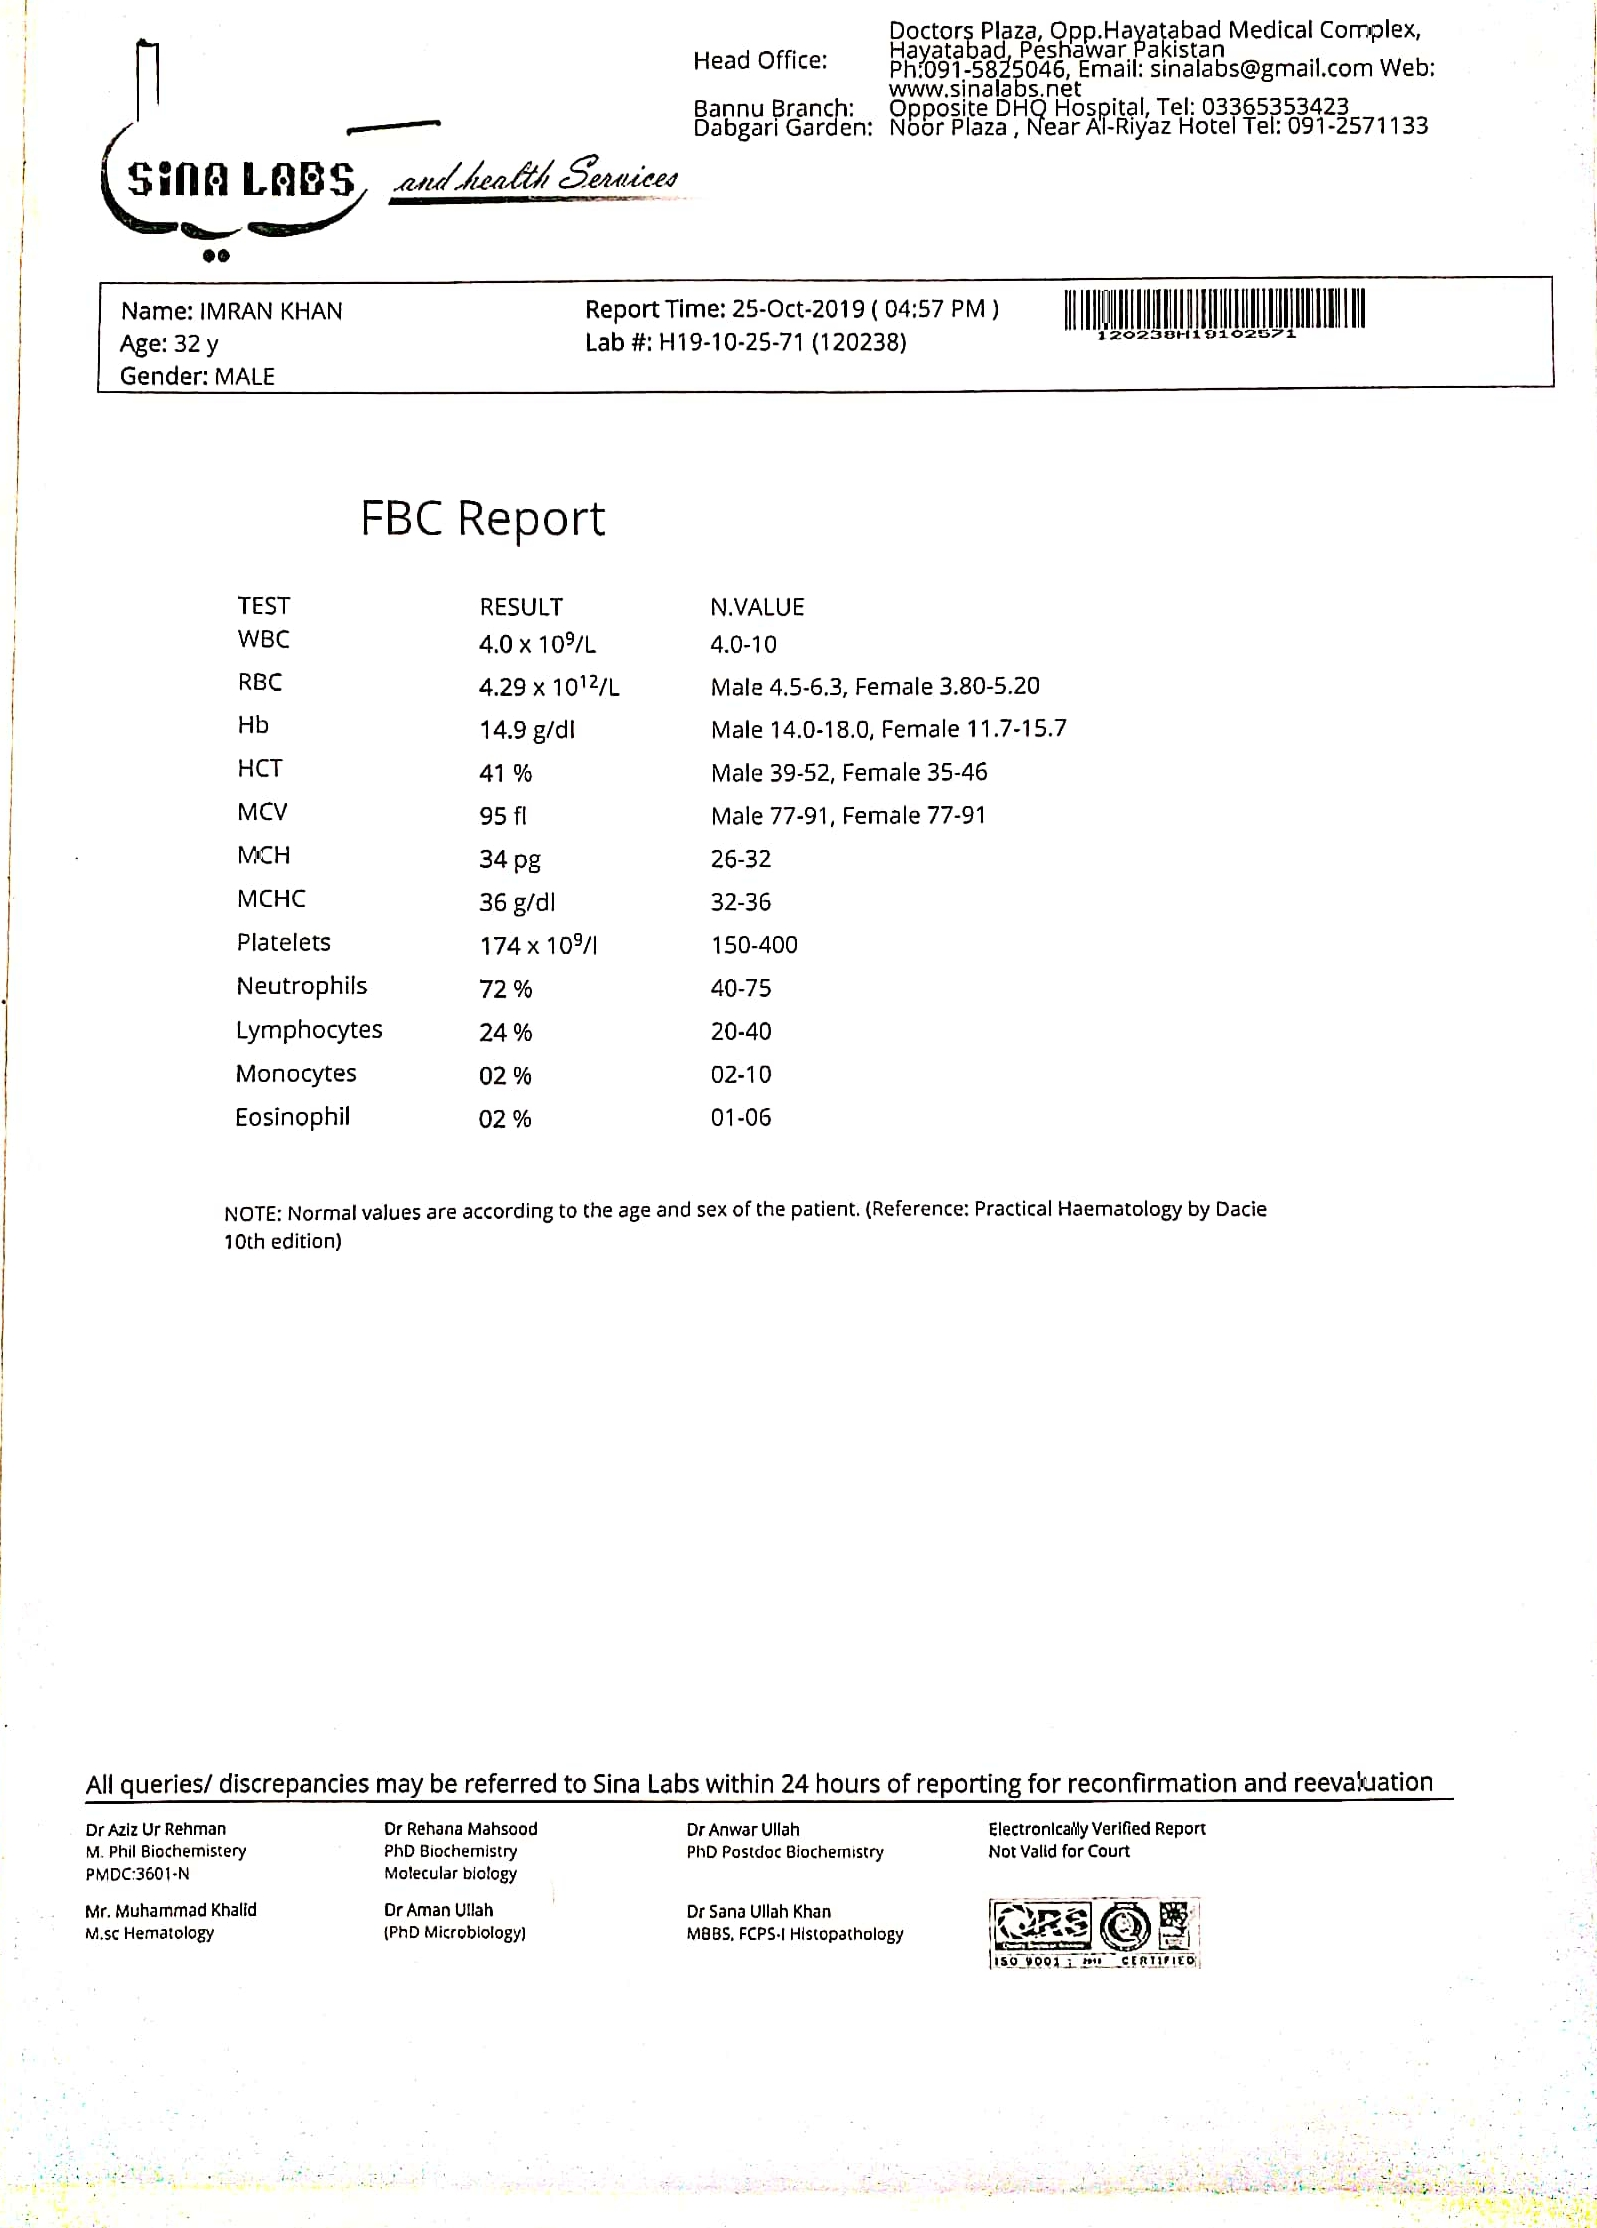 Head Office: Doctors Plaza, Opp.Hayatabad Medical Complex,
Hayatabad, Peshawar Pakistan
Ph:091-5825046, Email: sinalabs@gmail.com Web:
www.sinalabs.net
Bannu Branch: Opposite DHQ Hospital, Tel: 03365353423
Dabgari Garden: Noor Plaza , Near Al-Riyaz Hotel Tel: 091-2571133
SINA LABS and health Services
Name: IMRAN KHAN Report Time: 25-Oct-2019 ( 04:57 PM )
120238H19102571
Age: 32 y Lab #: H19-10-25-71 (120238)
Gender: MALE
FBC Report
TEST RESULT N.VALUE
WBC 4.0 x 10⁹/L 4.0-10
RBC 4.29 x 10¹²/L Male 4.5-6.3, Female 3.80-5.20
Hb 14.9 g/dl Male 14.0-18.0, Female 11.7-15.7
HCT 41 % Male 39-52, Female 35-46
MCV 95 fl Male 77-91, Female 77-91
MCH 34 pg 26-32
MCHC 36 g/dl 32-36
Platelets 174 x 10⁹/l 150-400
Neutrophils 72 % 40-75
Lymphocytes 24 % 20-40
Monocytes 02 % 02-10
Eosinophil 02 % 01-06
NOTE: Normal values are according to the age and sex of the patient. (Reference: Practical Haematology by Dacie
10th edition)
All queries/ discrepancies may be referred to Sina Labs within 24 hours of reporting for reconfirmation and reevaluation
Dr Aziz Ur Rehman
M. Phil Biochemistery
PMDC:3601-N
Dr Rehana Mahsood
PhD Biochemistry
Molecular biology
Dr Anwar Ullah
PhD Postdoc Biochemistry
Electronically Verified Report
Not Valid for Court
Mr. Muhammad Khalid
M.sc Hematology
Dr Aman Ullah
(PhD Microbiology)
Dr Sana Ullah Khan
MBBS, FCPS-I Histopathology
QRS
ISO 9001 : CERTIFIED